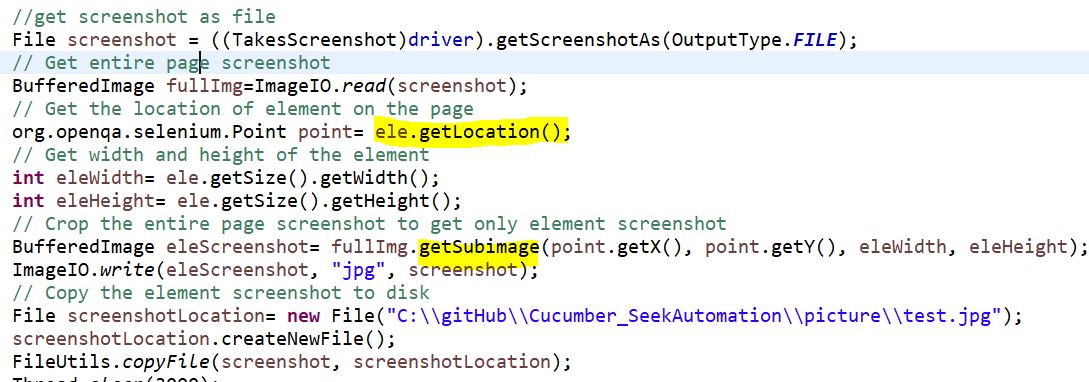 //get screenshot as file
File screenshot = ((TakesScreenshot)driver).getScreenshotAs(OutputType.FILE);
// Get entire page screenshot
BufferedImage fullImg=ImageIO.read(screenshot);
// Get the location of element on the page
org.openqa.selenium.Point point= ele.getLocation();
// Get width and height of the element
int eleWidth= ele.getSize().getWidth();
int eleHeight= ele.getSize().getHeight();
// Crop the entire page screenshot to get only element screenshot
BufferedImage eleScreenshot= fullImg.getSubimage(point.getX(), point.getY(), eleWidth, eleHeight);
ImageIO.write(eleScreenshot, "jpg", screenshot);
// Copy the element screenshot to disk
File screenshotLocation= new File("C:\\gitHub\\Cucumber_SeekAutomation\\picture\\test.jpg");
screenshotLocation.createNewFile();
FileUtils.copyFile(screenshot, screenshotLocation);